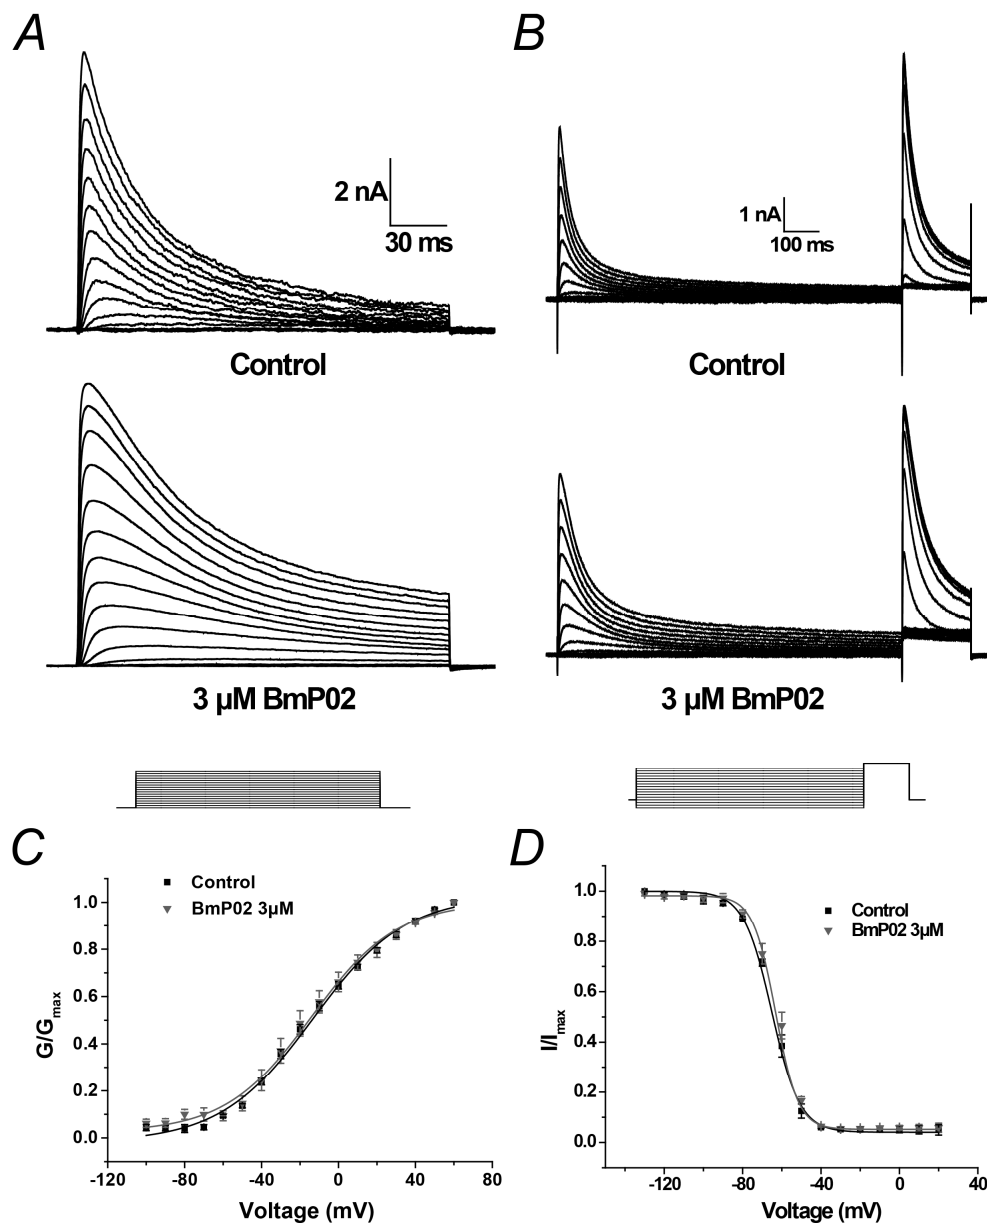 A
B
2 nA
30 ms
1 nA
100 ms
Control
Control
3 µM BmP02
3 µM BmP02
C
D
Control
BmP02 3µM
1.0
0.8
0.6
0.4
0.2
0.0
G/Gmax
-120
-80
-40
0
40
80
Voltage (mV)
Control
BmP02 3µM
1.0
0.8
0.6
0.4
0.2
0.0
I/Imax
-120
-80
-40
0
40
Voltage (mV)